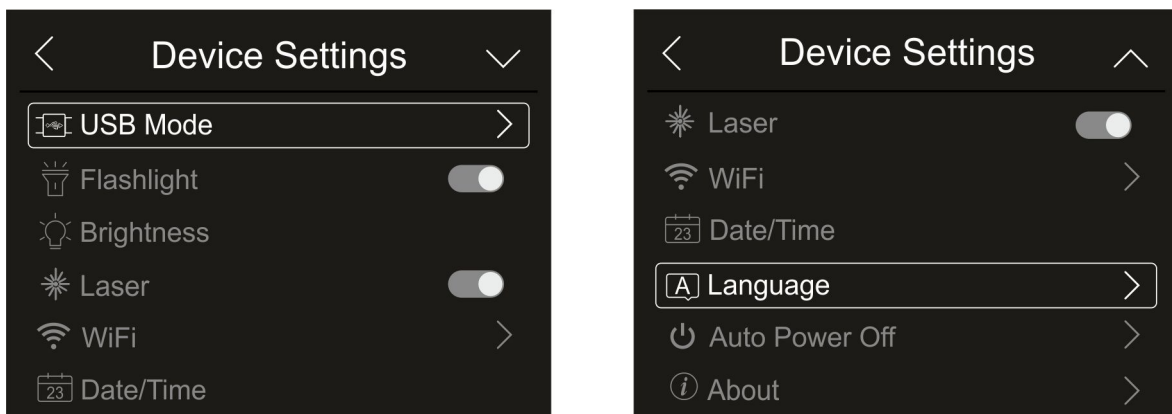 Device Settings
USB Mode
Flashlight
Brightness
Laser
WiFi
23 Date/Time
Device Settings
Laser
WiFi
23 Date/Time
A Language
Auto Power Off
i About